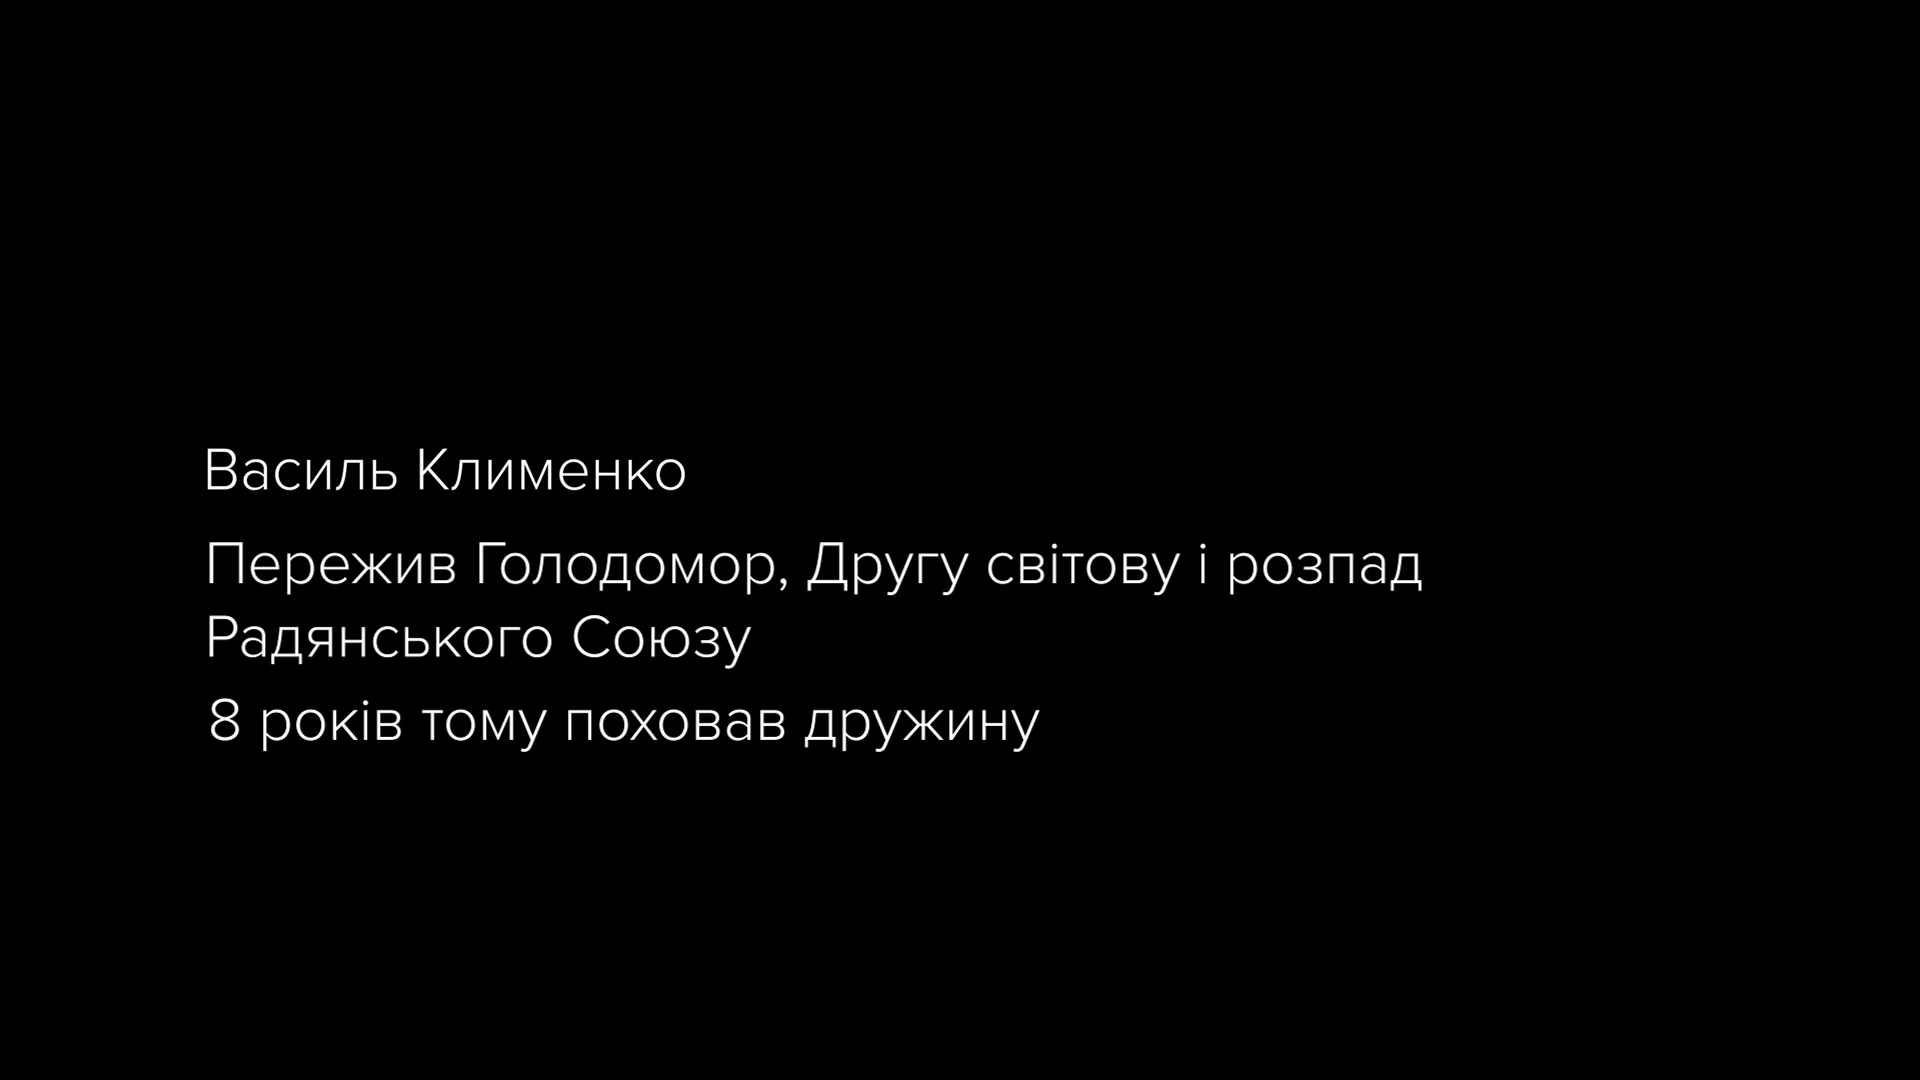 Василь Клименко
Пережив Голодомор, Другу світову і розпад
Радянського Союзу
8 років тому поховав дружину